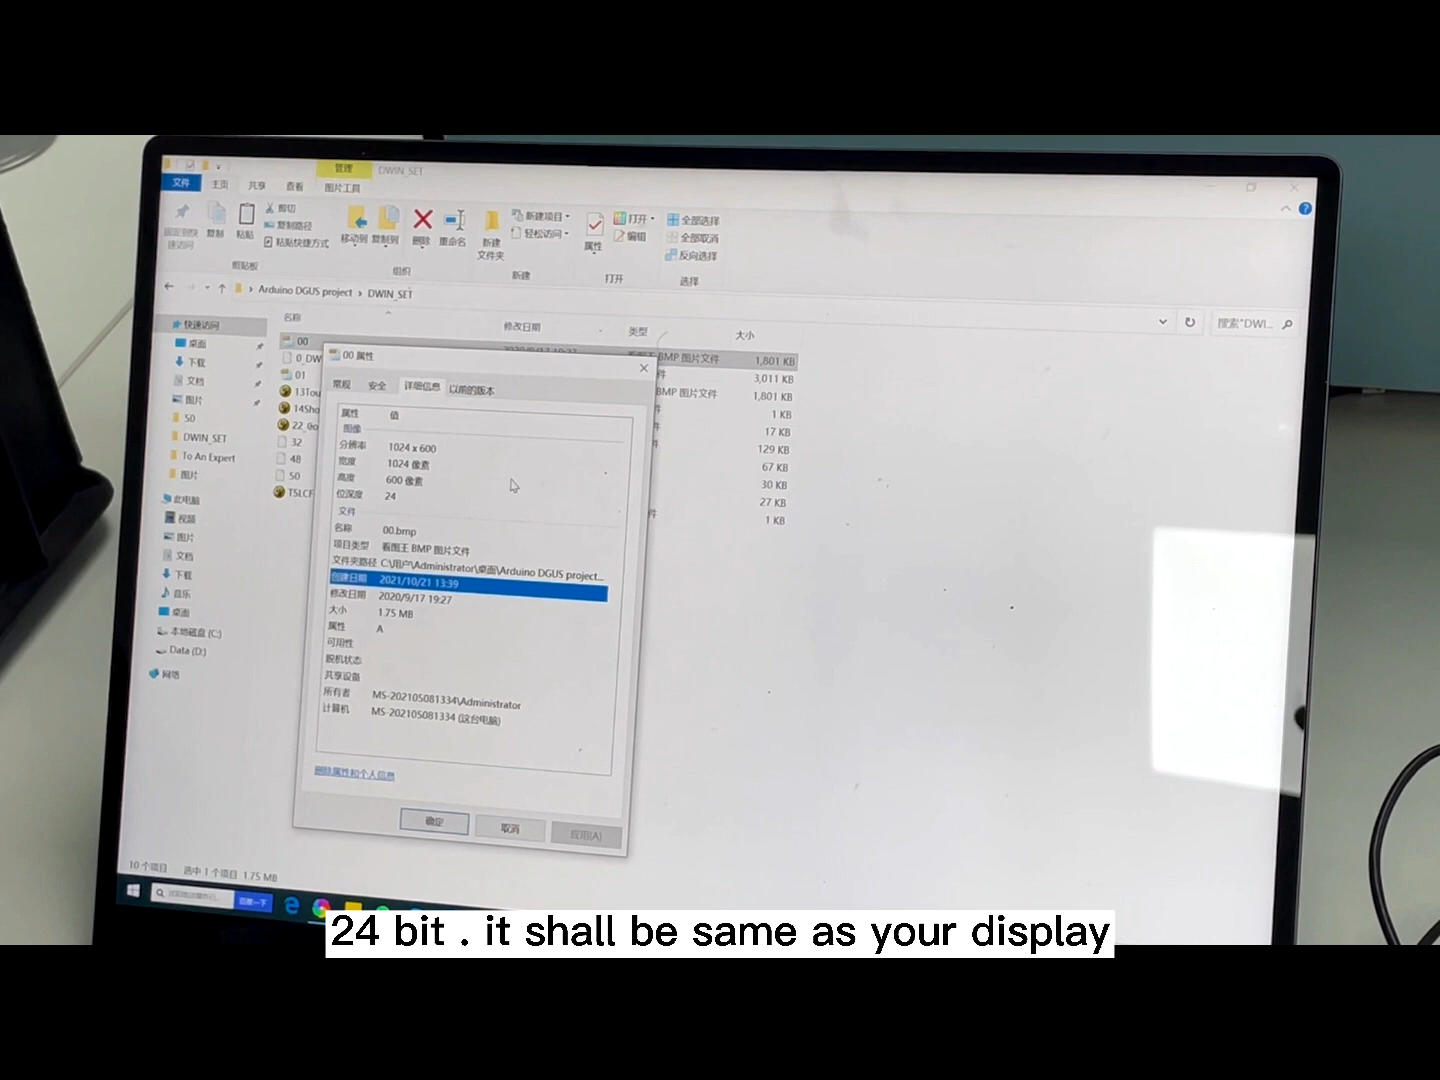 管理
DWIN_SET
文件
主页
共享
查看
图片工具
复制
粘贴
剪切
复制路径
粘贴快捷方式
移动到
复制到
删除
重命名
新建
文件夹
新建项目
轻松访问
属性
打开
编辑
全部选择
全部取消
反向选择
剪贴板
组织
新建
打开
选择
Arduino DGUS project › DWIN_SET
搜索"DWI...
名称
修改日期
类型
大小
快速访问
桌面
下载
文档
图片
50
DWIN_SET
To An Expert
图片
此电脑
视频
图片
文档
下载
音乐
桌面
本地磁盘 (C:)
Data (D:)
网络
00
BMP 图片文件
1,801 KB
0_DW
3,011 KB
01
BMP 图片文件
1,801 KB
13Tou
1 KB
14Sho
17 KB
129 KB
32
67 KB
48
30 KB
50
27 KB
T5LCF
1 KB
00 属性
常规
安全
详细信息
以前的版本
属性
值
图像
分辨率
1024 x 600
宽度
1024 像素
高度
600 像素
位深度
24
文件
名称
00.bmp
项目类型
看图王 BMP 图片文件
文件夹路径
C:\用户\Administrator\桌面\Arduino DGUS project...
创建日期
2021/10/21 13:39
修改日期
2020/9/17 19:27
大小
1.75 MB
属性
A
可用性
脱机状态
共享设备
所有者
MS-202105081334\Administrator
计算机
MS-202105081334 (这台电脑)
删除属性和个人信息
确定
取消
应用(A)
10 个项目
选中 1 个项目 1.75 MB
百度一下
24 bit . it shall be same as your display